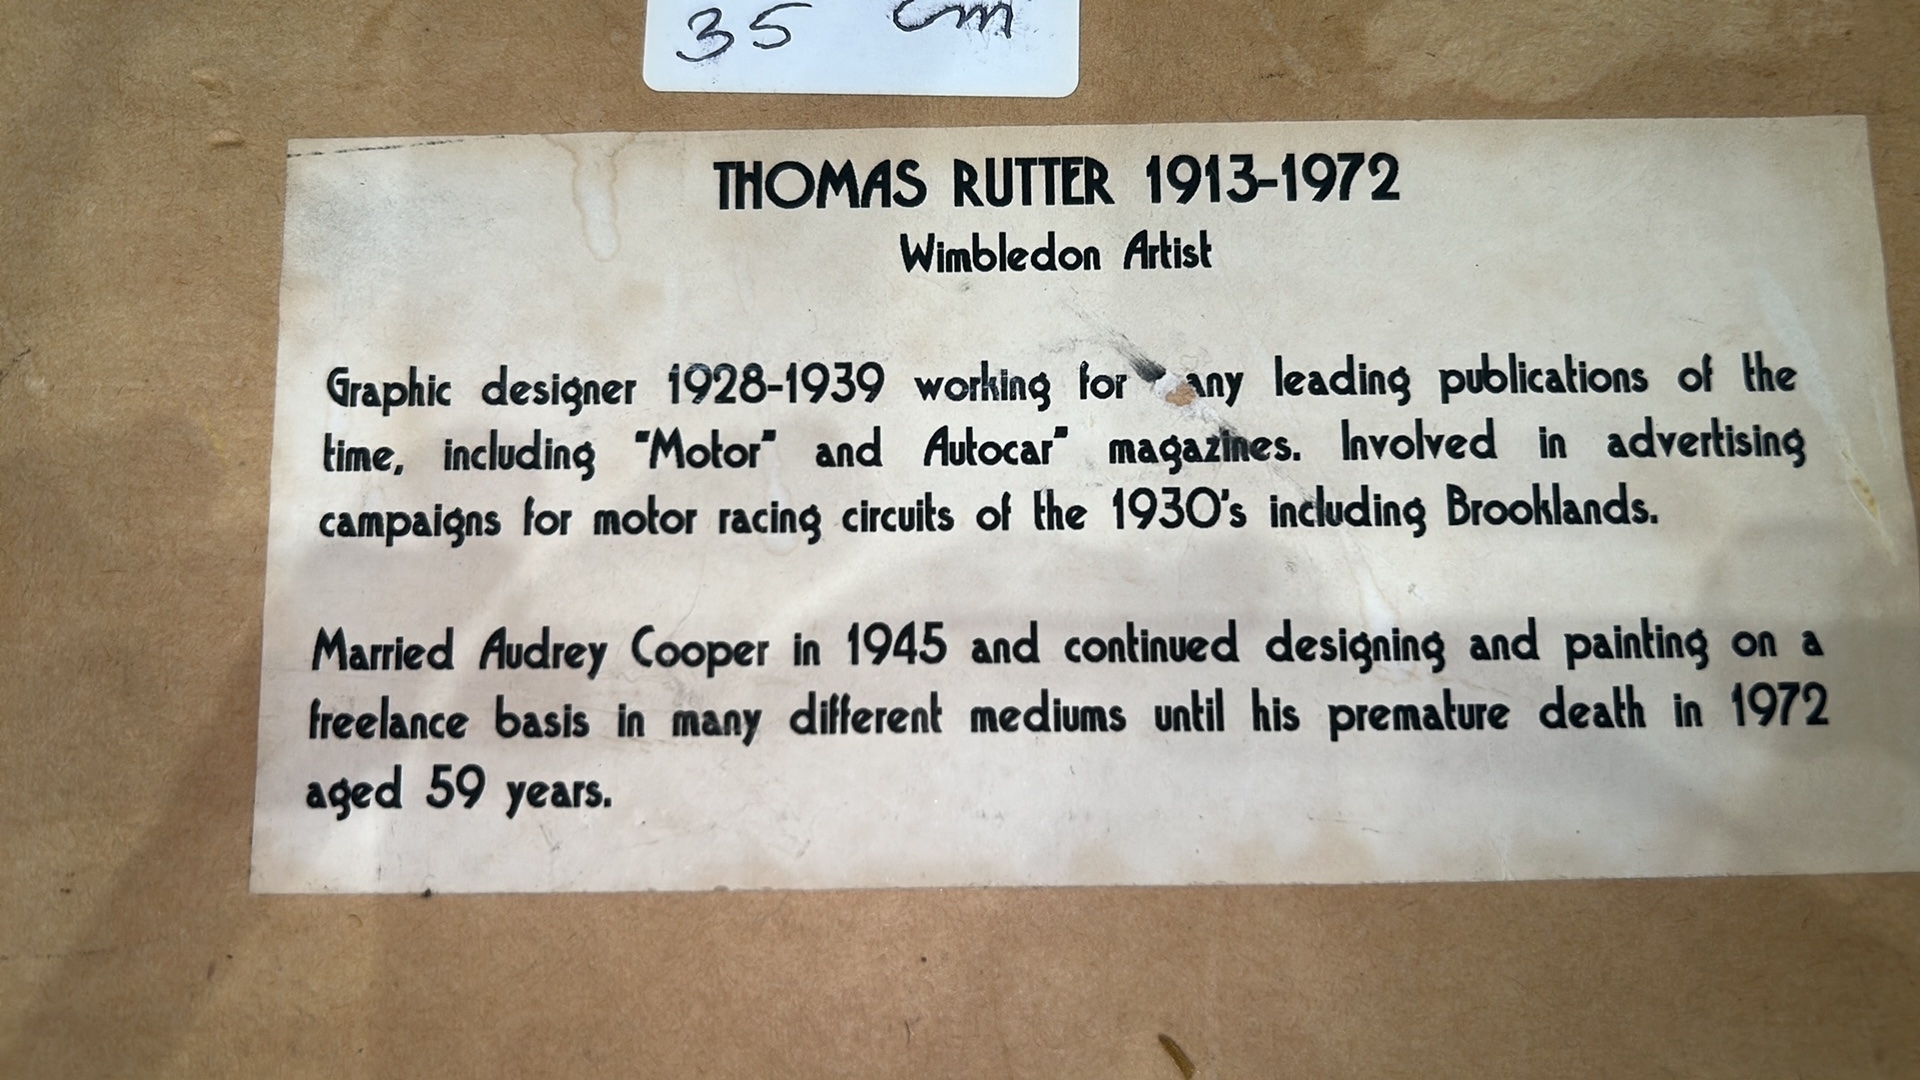 35 cm
THOMAS RUTTER 1913-1972
Wimbledon Artist
Graphic designer 1928-1939 working for any leading publications of the
time, including "Motor" and Autocar" magazines. Involved in advertising
campaigns for motor racing circuits of the 1930's including Brooklands.
Married Audrey Cooper in 1945 and continued designing and painting on a
freelance basis in many different mediums until his premature death in 1972
aged 59 years.